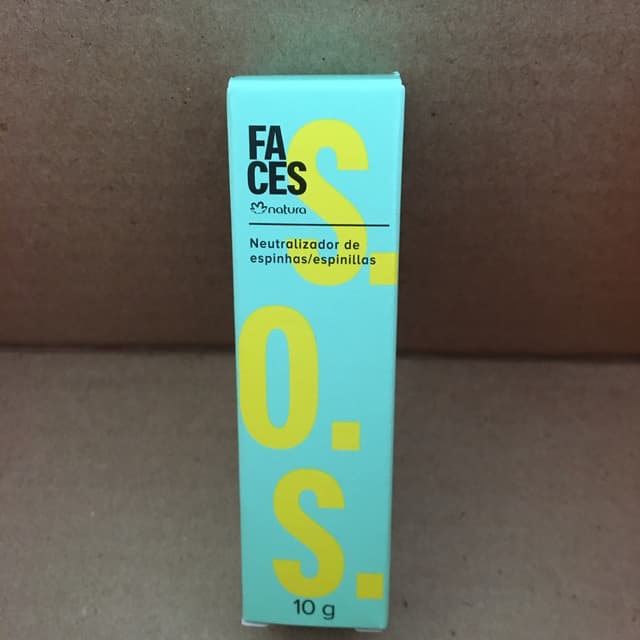 FA
CES
natura
Neutralizador de
espinhas/espinillas
S.
O.
S.
10 g